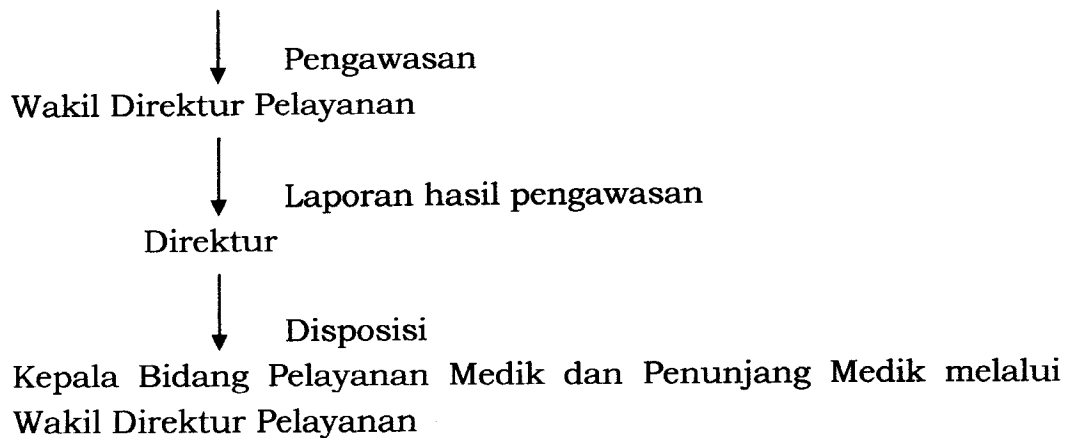 Pengawasan
Wakil Direktur Pelayanan
Laporan hasil pengawasan
Direktur
Disposisi
Kepala Bidang Pelayanan Medik dan Penunjang Medik melalui
Wakil Direktur Pelayanan